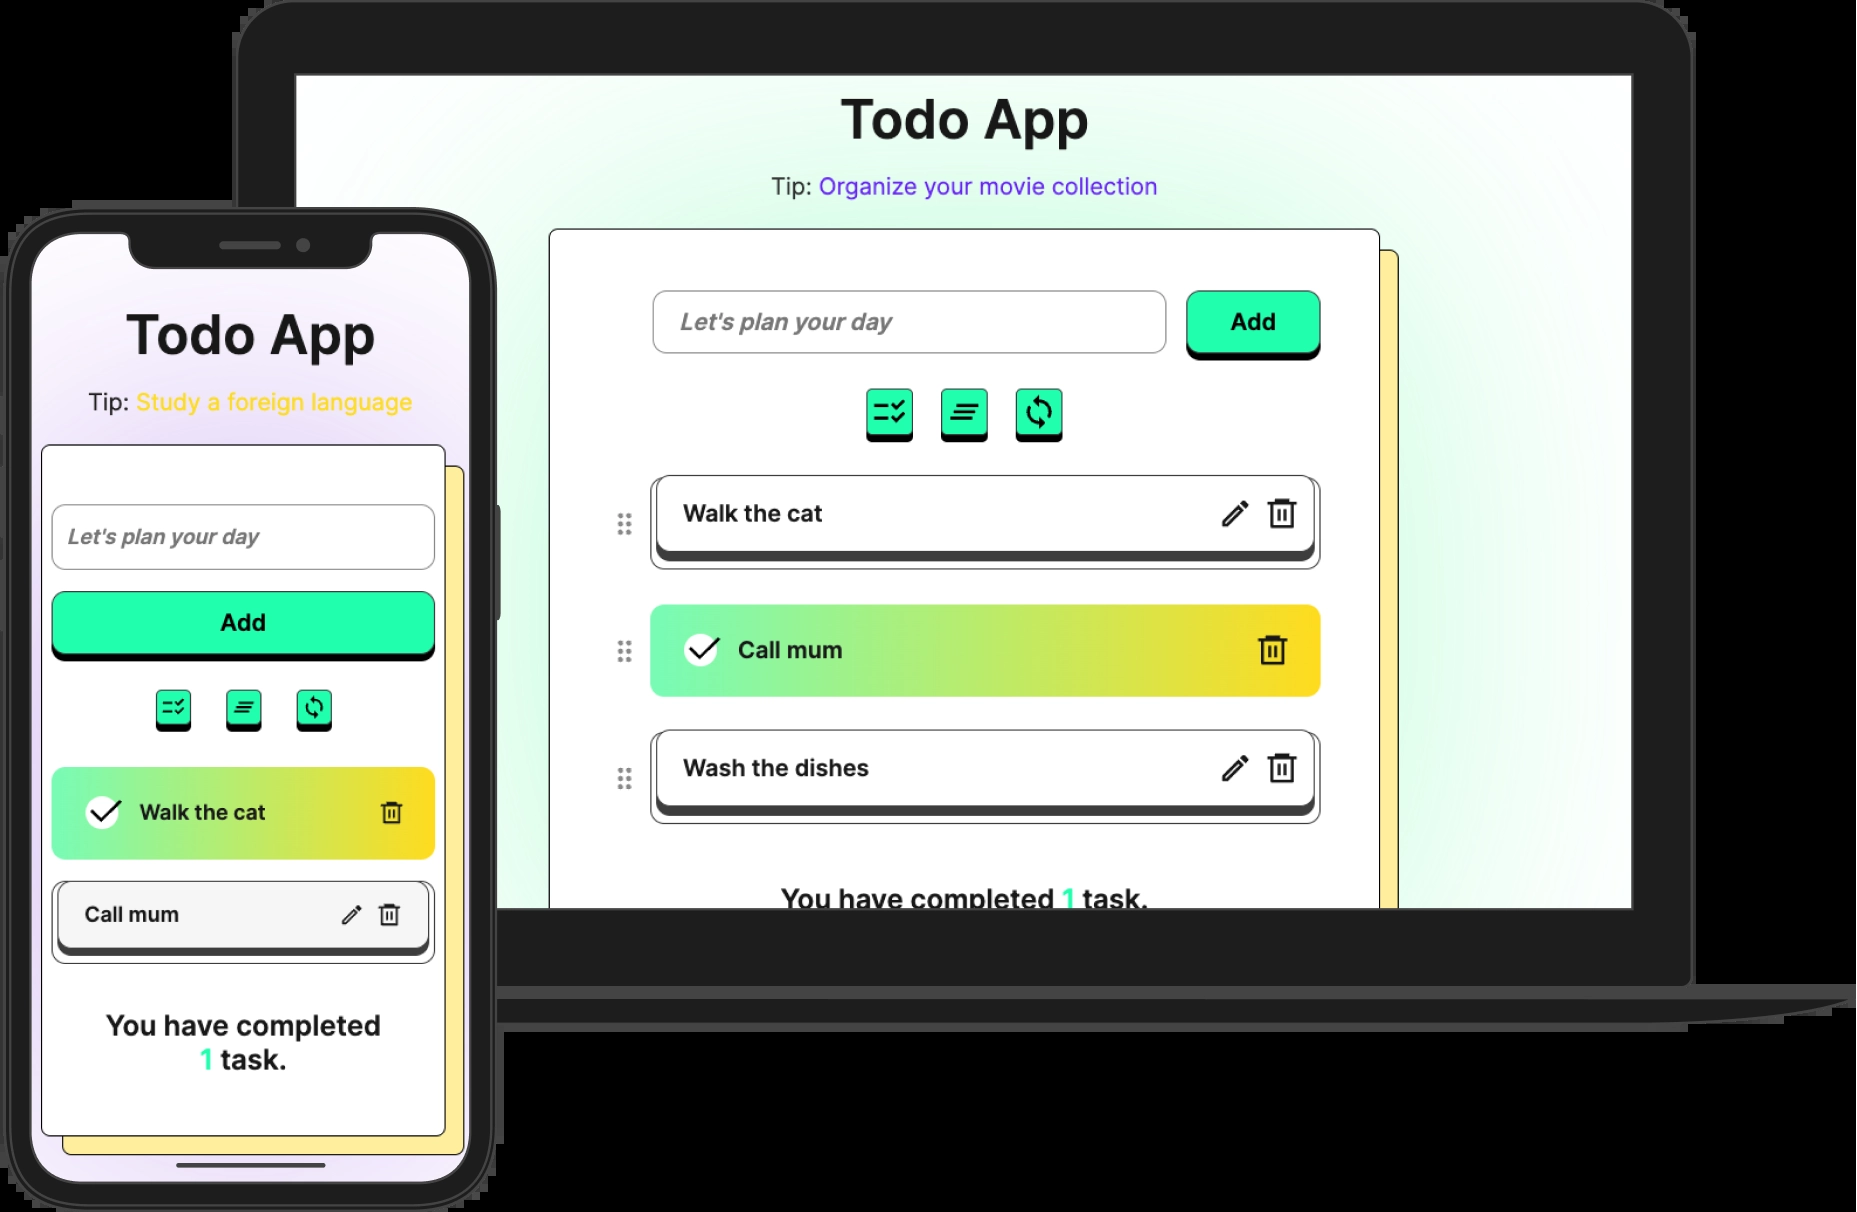 Todo App
Tip: Organize your movie collection
Let's plan your day
Add
Walk the cat
Call mum
Wash the dishes
You have completed 1 task.
Todo App
Tip: Study a foreign language
Let's plan your day
Add
Walk the cat
Call mum
You have completed
1 task.